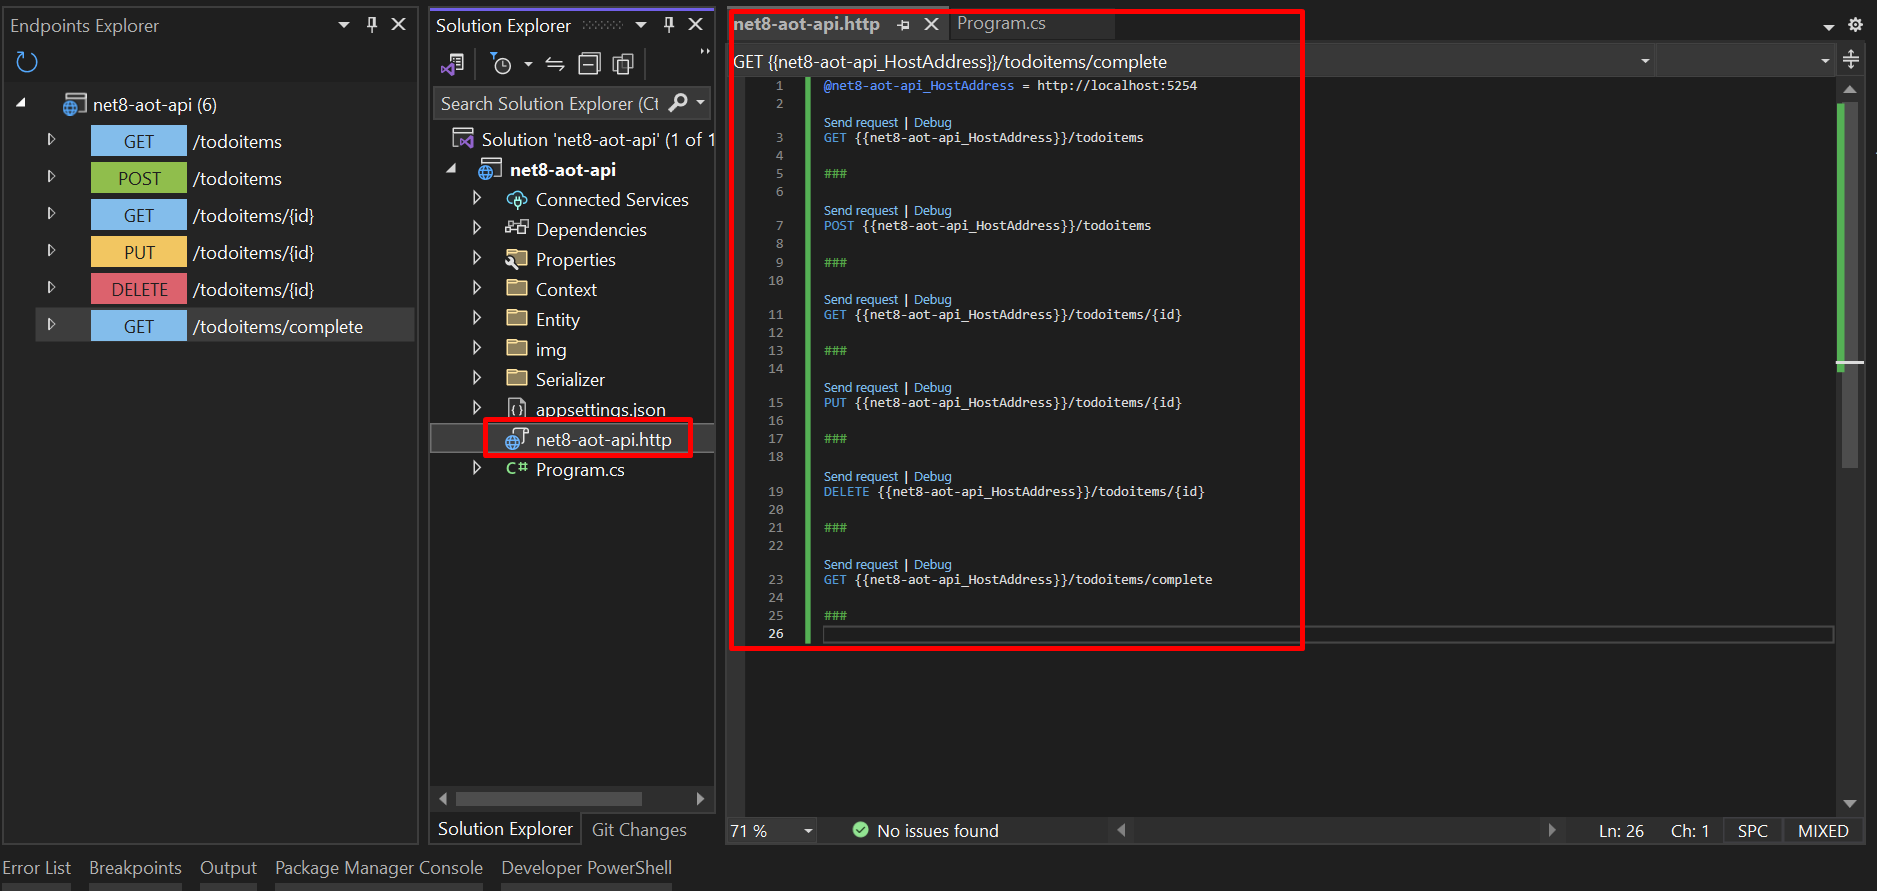 Endpoints Explorer
net8-aot-api (6)
GET /todoitems
POST /todoitems
GET /todoitems/{id}
PUT /todoitems/{id}
DELETE /todoitems/{id}
GET /todoitems/complete
Solution Explorer
Search Solution Explorer (Ct
Solution 'net8-aot-api' (1 of 1
net8-aot-api
Connected Services
Dependencies
Properties
Context
Entity
img
Serializer
appsettings.json
net8-aot-api.http
C# Program.cs
Solution Explorer Git Changes
net8-aot-api.http Program.cs
GET {{net8-aot-api_HostAddress}}/todoitems/complete
1 @net8-aot-api_HostAddress = http://localhost:5254
2
Send request | Debug
3 GET {{net8-aot-api_HostAddress}}/todoitems
4
5 ###
6
Send request | Debug
7 POST {{net8-aot-api_HostAddress}}/todoitems
8
9 ###
10
Send request | Debug
11 GET {{net8-aot-api_HostAddress}}/todoitems/{id}
12
13 ###
14
Send request | Debug
15 PUT {{net8-aot-api_HostAddress}}/todoitems/{id}
16
17 ###
18
Send request | Debug
19 DELETE {{net8-aot-api_HostAddress}}/todoitems/{id}
20
21 ###
22
Send request | Debug
23 GET {{net8-aot-api_HostAddress}}/todoitems/complete
24
25 ###
26
71 % No issues found Ln: 26 Ch: 1 SPC MIXED
Error List Breakpoints Output Package Manager Console Developer PowerShell